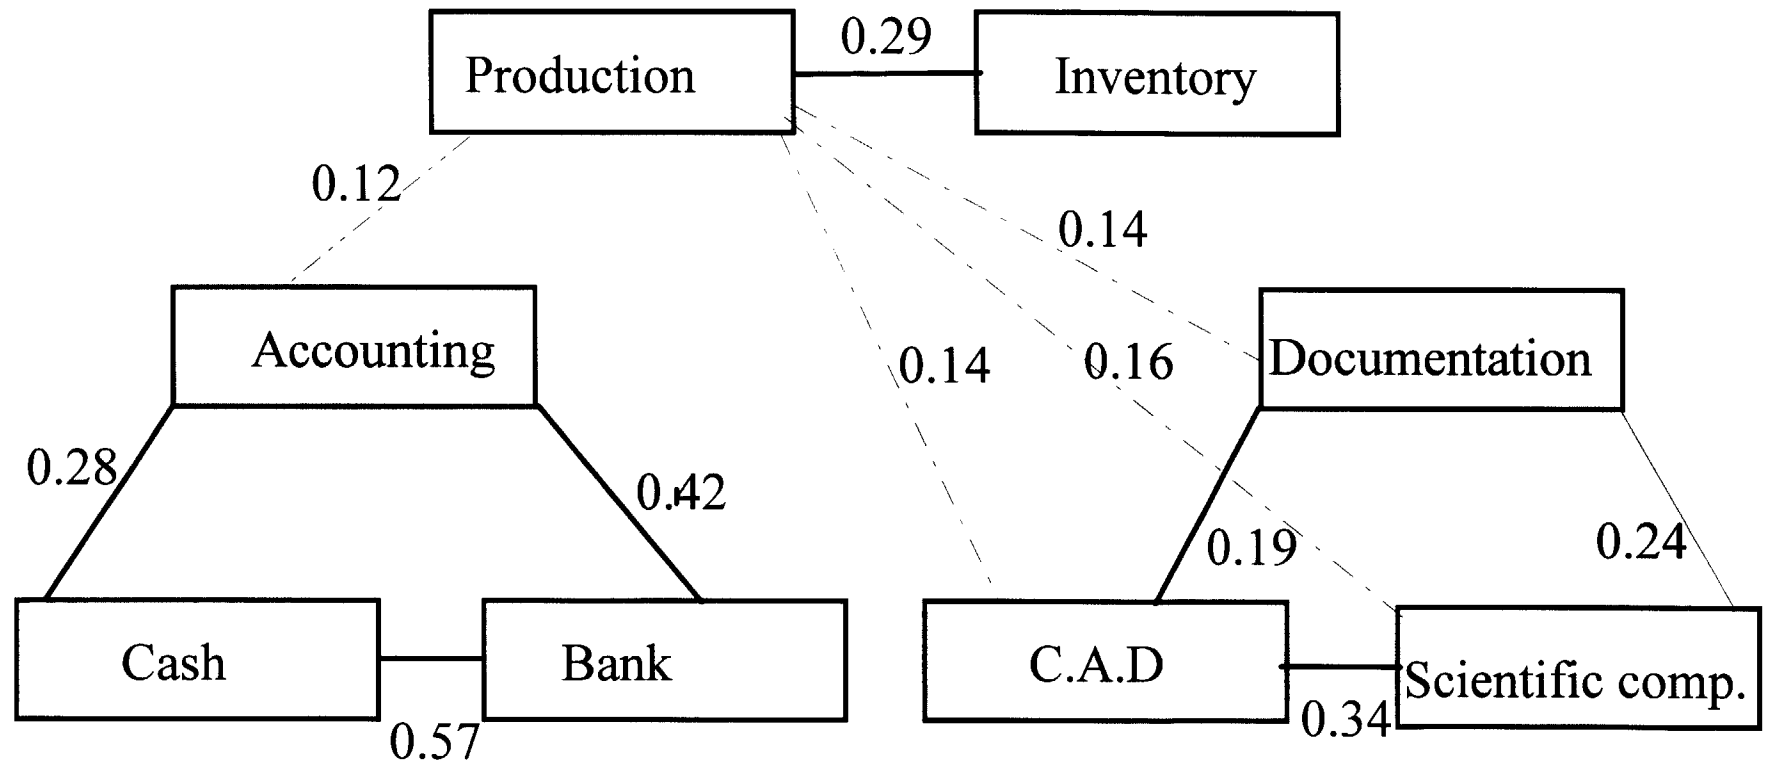 0.29
Production
Inventory
0.12
0.14
Accounting
0.14
0.16
Documentation
0.28
0.42
0.19
0.24
Cash
Bank
C.A.D
Scientific comp.
0.57
0.34